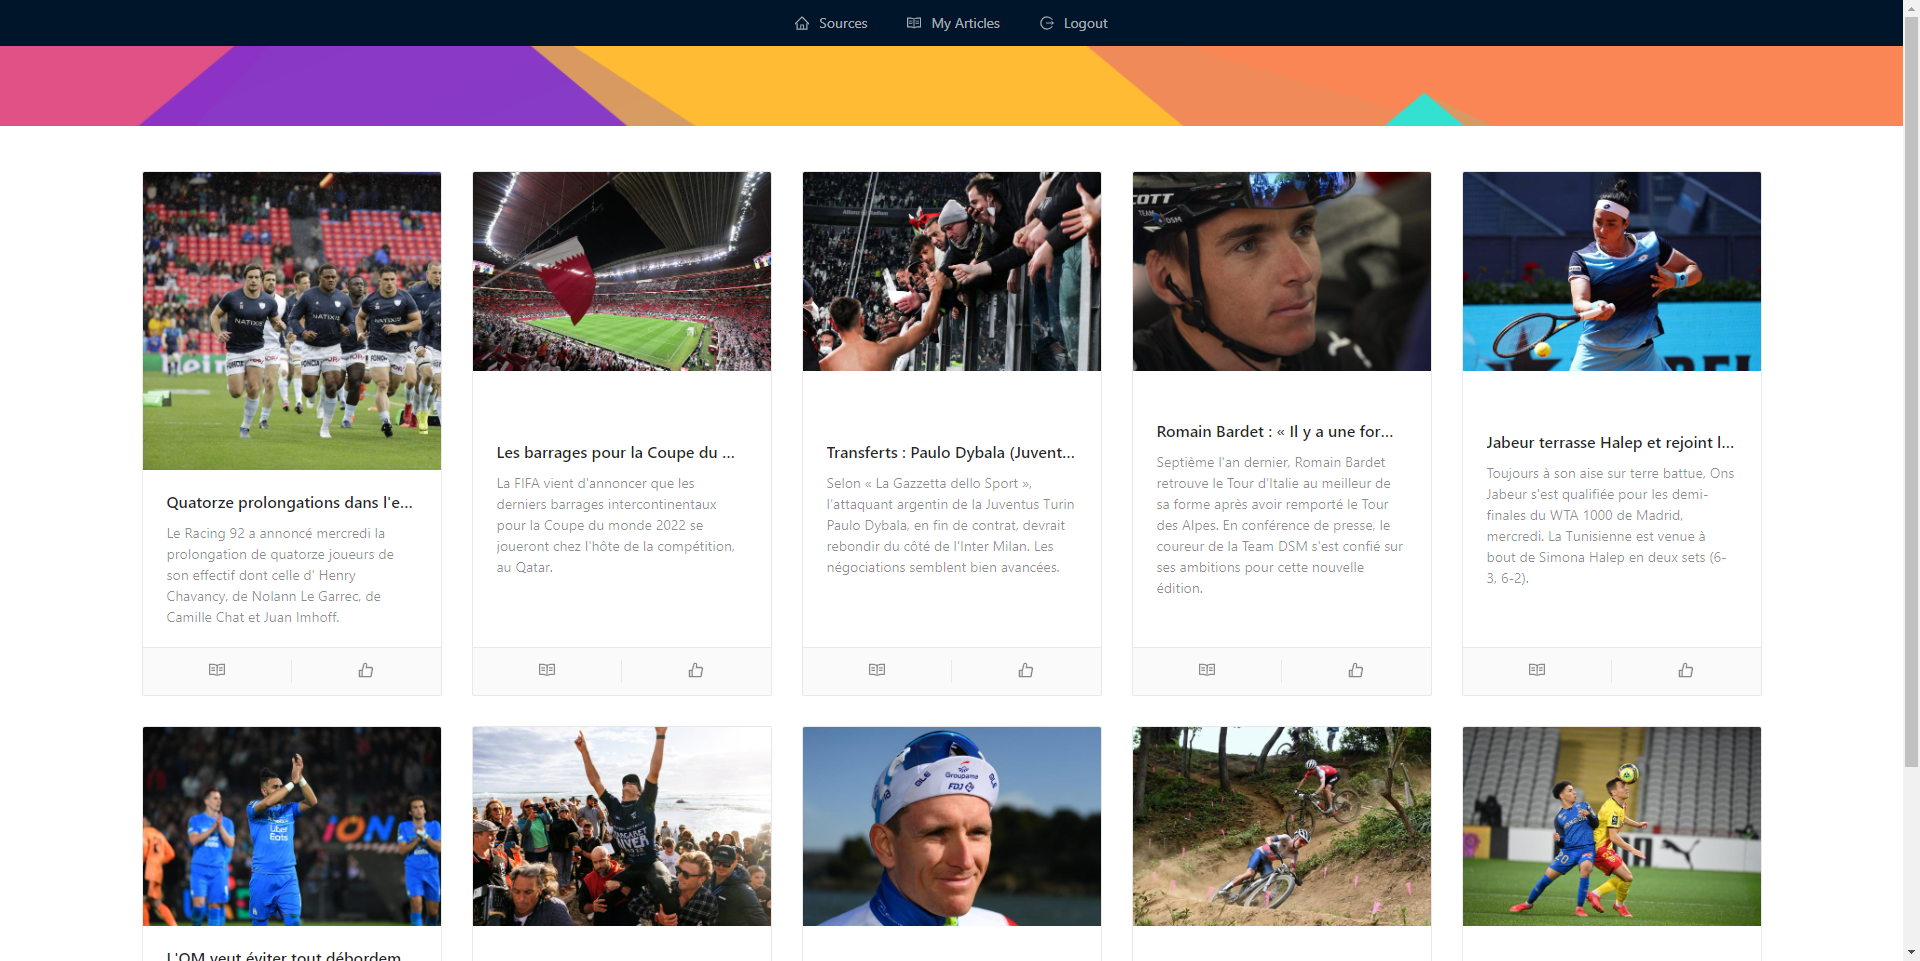 Sources
My Articles
Logout
Quatorze prolongations dans l'e...
Le Racing 92 a annoncé mercredi la
prolongation de quatorze joueurs de
son effectif dont celle d' Henry
Chavancy, de Nolann Le Garrec, de
Camille Chat et Juan Imhoff.
Les barrages pour la Coupe du ...
La FIFA vient d'annoncer que les
derniers barrages intercontinentaux
pour la Coupe du monde 2022 se
joueront chez l'hôte de la compétition,
au Qatar.
Transferts : Paulo Dybala (Juvent...
Selon « La Gazzetta dello Sport »,
l'attaquant argentin de la Juventus Turin
Paulo Dybala, en fin de contrat, devrait
rebondir du côté de l'Inter Milan. Les
négociations semblent bien avancées.
SCOTT
TEAM DSM
Romain Bardet : « Il y a une for...
Septième l'an dernier, Romain Bardet
retrouve le Tour d'Italie au meilleur de
sa forme après avoir remporté le Tour
des Alpes. En conférence de presse, le
coureur de la Team DSM s'est confié sur
ses ambitions pour cette nouvelle
édition.
Jabeur terrasse Halep et rejoint l...
Toujours à son aise sur terre battue, Ons
Jabeur s'est qualifiée pour les demi-
finales du WTA 1000 de Madrid,
mercredi. La Tunisienne est venue à
bout de Simona Halep en deux sets (6-
3, 6-2).
NATIXIS
Uber
Eats
Groupama
FDJ
20
L'OM veut éviter tout débordem...